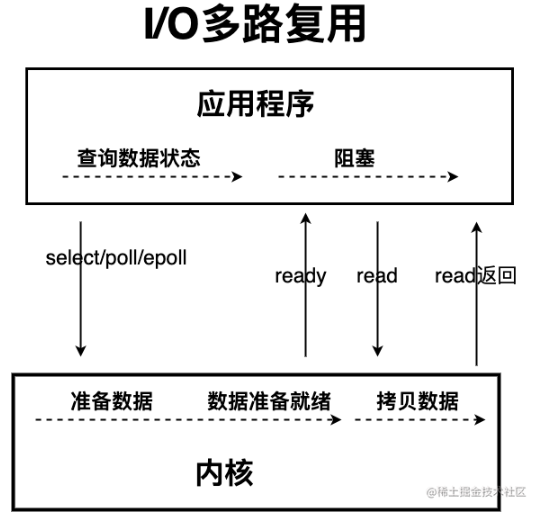 I/O多路复用
应用程序
查询数据状态
阻塞
select/poll/epoll
ready
read
read返回
准备数据
数据准备就绪
拷贝数据
内核
@稀土掘金技术社区